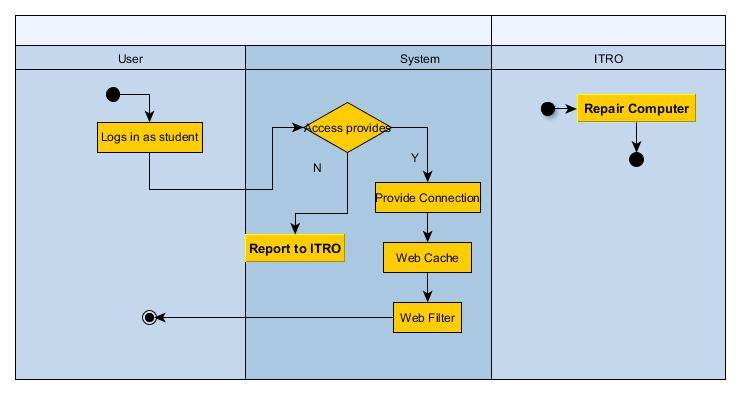 User
System
ITRO
Logs in as student
Access provides
Repair Computer
N
Y
Provide Connection
Report to ITRO
Web Cache
Web Filter